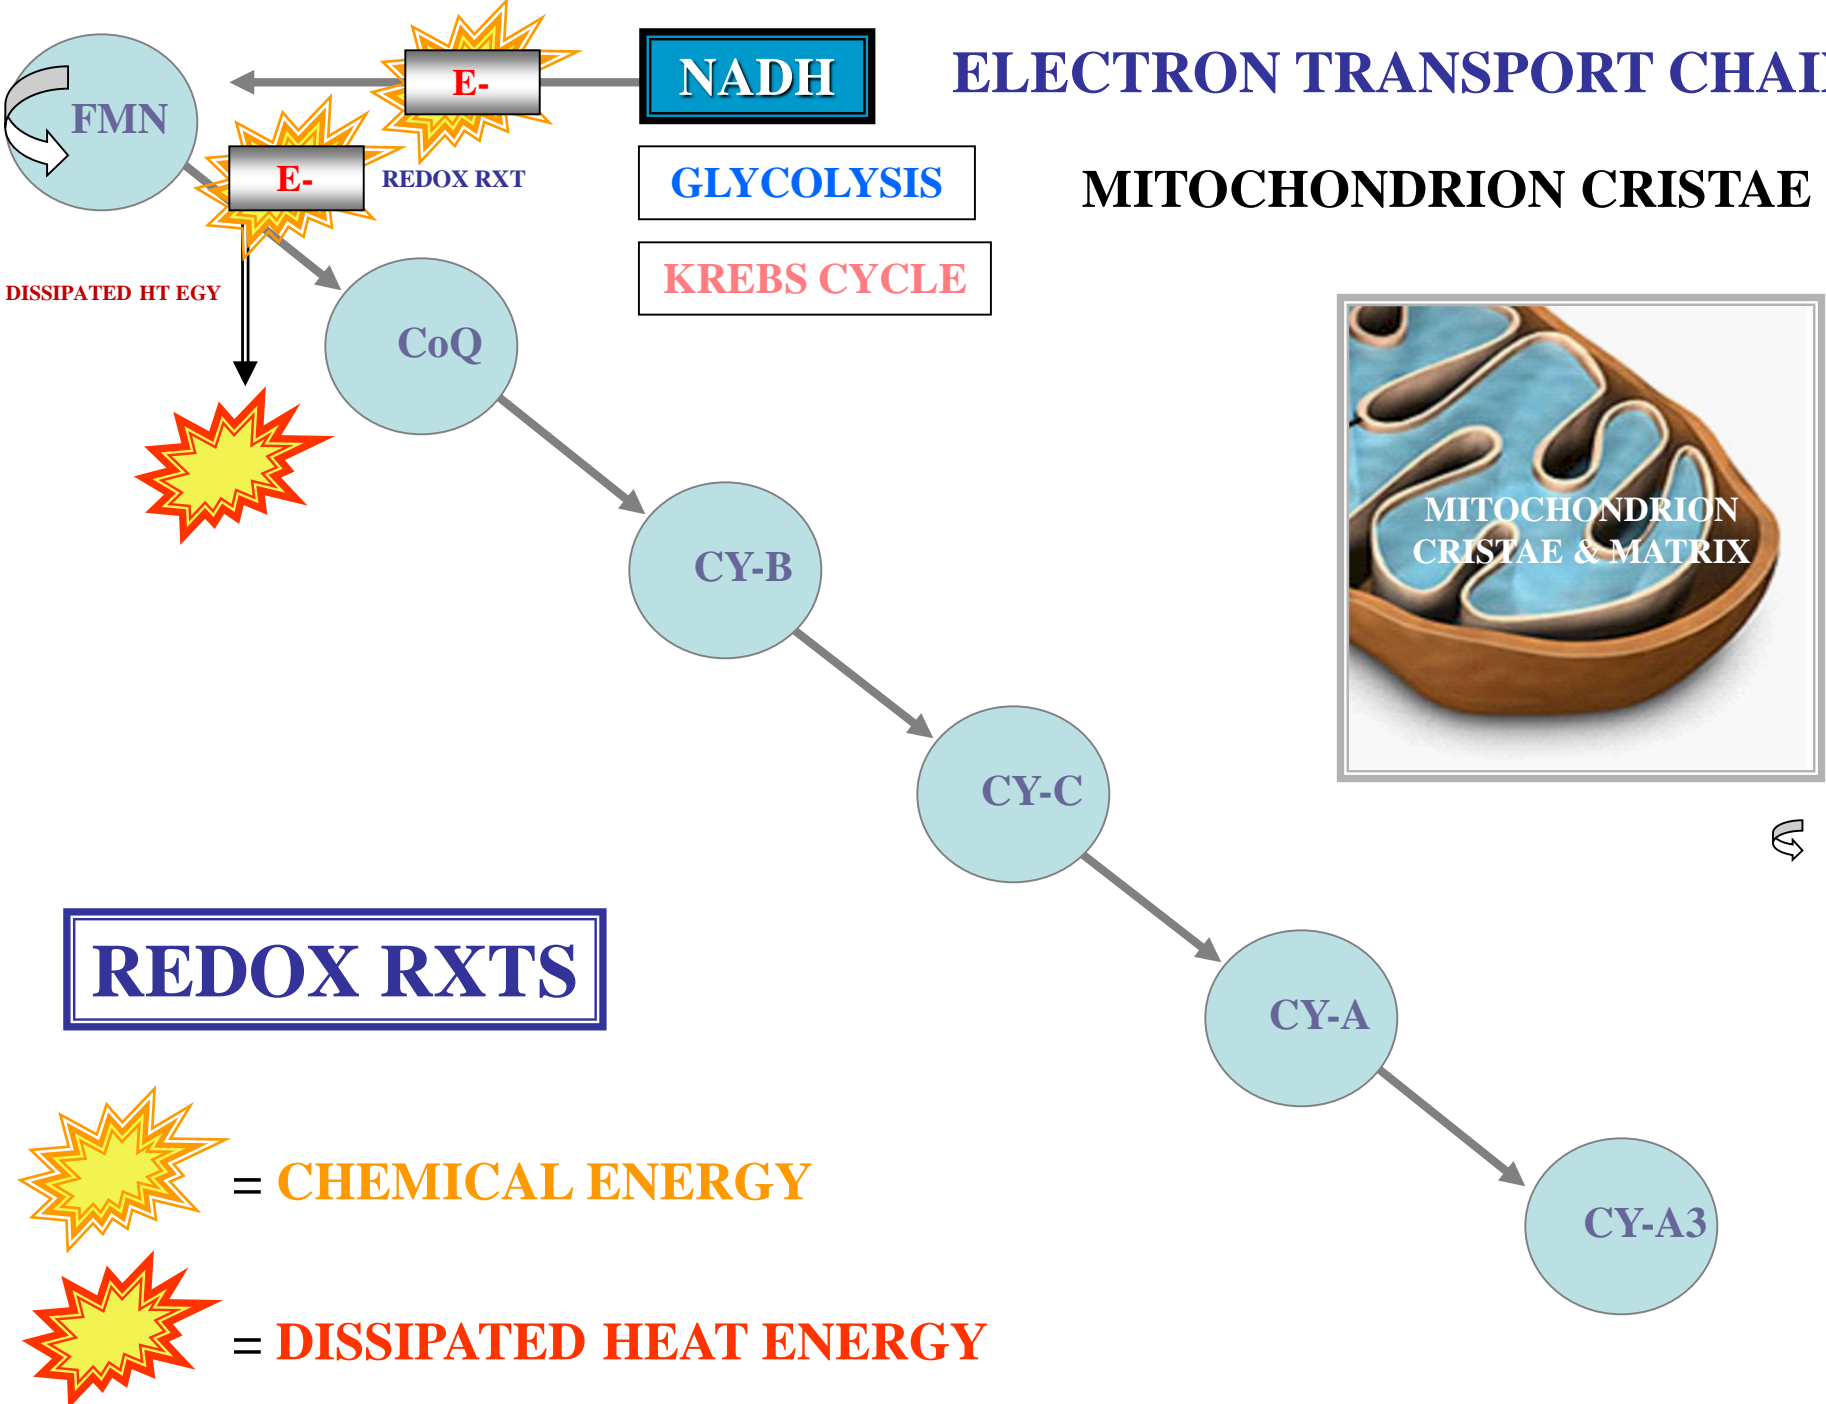 E-
NADH
ELECTRON TRANSPORT CHAI
FMN
E-
REDOX RXT
GLYCOLYSIS
MITOCHONDRION CRISTAE
KREBS CYCLE
DISSIPATED HT EGY
CoQ
MITOCHONDRION
CRISTAE & MATRIX
CY-B
CY-C
REDOX RXTS
CY-A
= CHEMICAL ENERGY
CY-A3
= DISSIPATED HEAT ENERGY